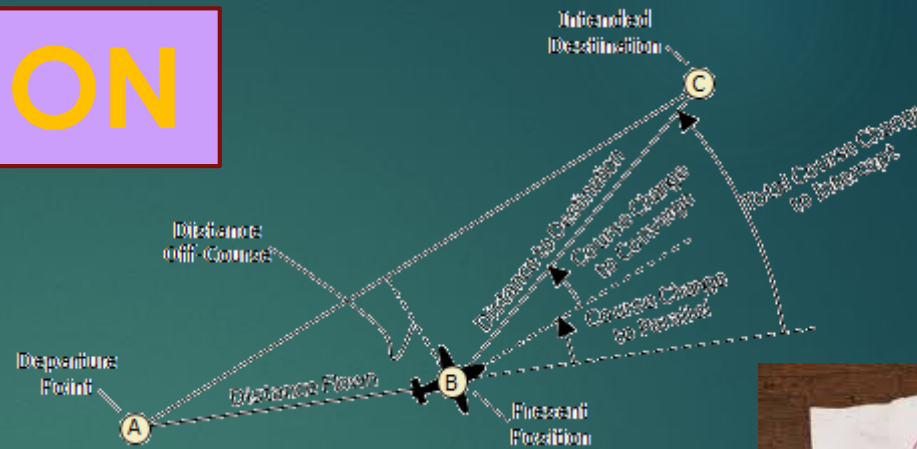 ON
Intended
Destination
C
Total Course Change
to Intercept
Distance to Destination
Course Change
to Converge
Distance
Off-Course
Course Change
to Parallel
Departure
Point
Distance Flown
B
A
Present
Position